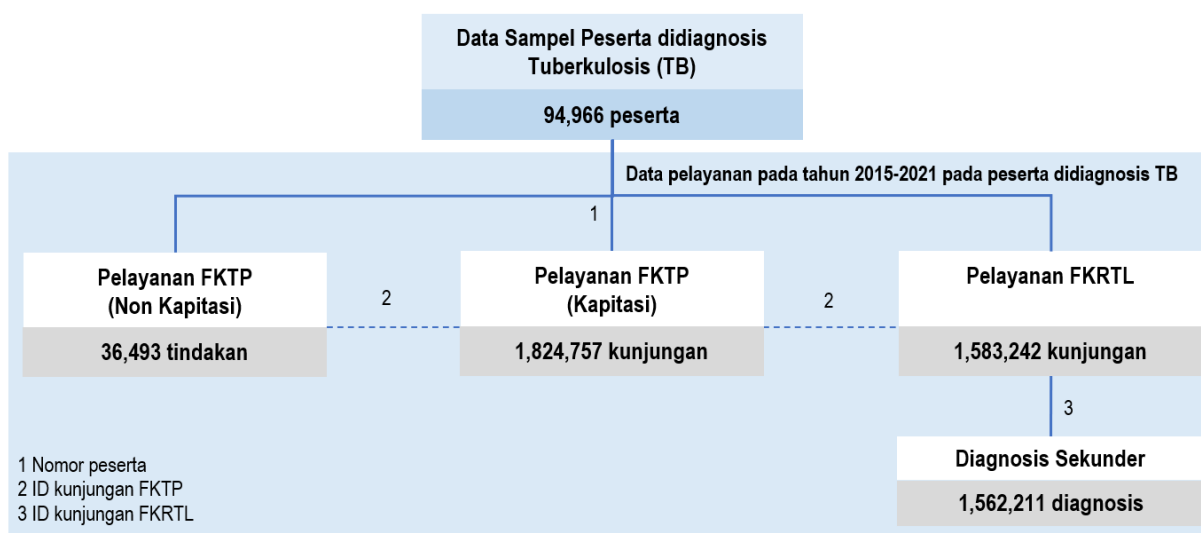 Data Sampel Peserta didiagnosis
Tuberkulosis (TB)
94,966 peserta
Data pelayanan pada tahun 2015-2021 pada peserta didiagnosis TB
1
Pelayanan FKTP
(Non Kapitasi)
36,493 tindakan
2
Pelayanan FKTP
(Kapitasi)
1,824,757 kunjungan
2
Pelayanan FKRTL
1,583,242 kunjungan
3
Diagnosis Sekunder
1,562,211 diagnosis
1 Nomor peserta
2 ID kunjungan FKTP
3 ID kunjungan FKRTL